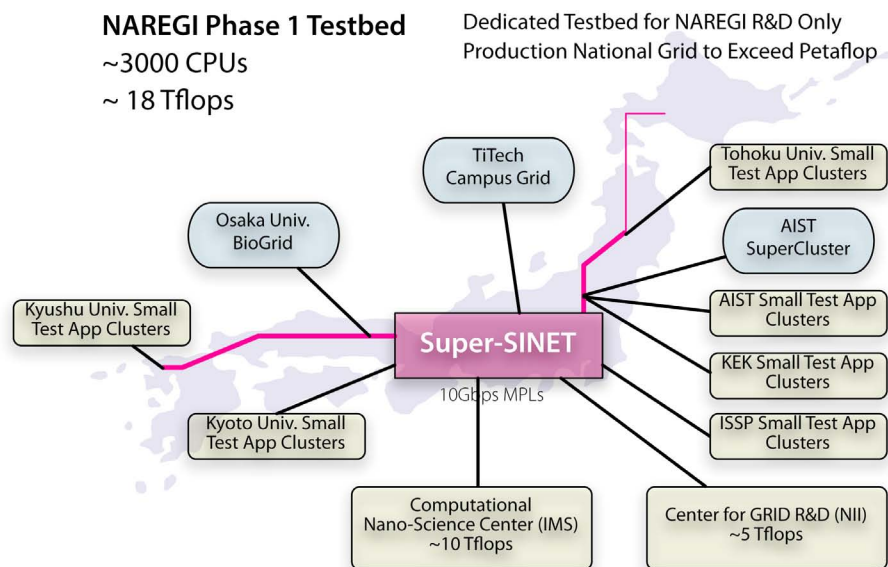 NAREGI Phase 1 Testbed
~3000 CPUs
~ 18 Tflops
Dedicated Testbed for NAREGI R&D Only
Production National Grid to Exceed Petaflop
TiTech
Campus Grid
Tohoku Univ. Small
Test App Clusters
Osaka Univ.
BioGrid
AIST
SuperCluster
Kyushu Univ. Small
Test App Clusters
AIST Small Test App
Clusters
Super-SINET
10Gbps MPLs
KEK Small Test App
Clusters
Kyoto Univ. Small
Test App Clusters
ISSP Small Test App
Clusters
Computational
Nano-Science Center (IMS)
~10 Tflops
Center for GRID R&D (NII)
~5 Tflops